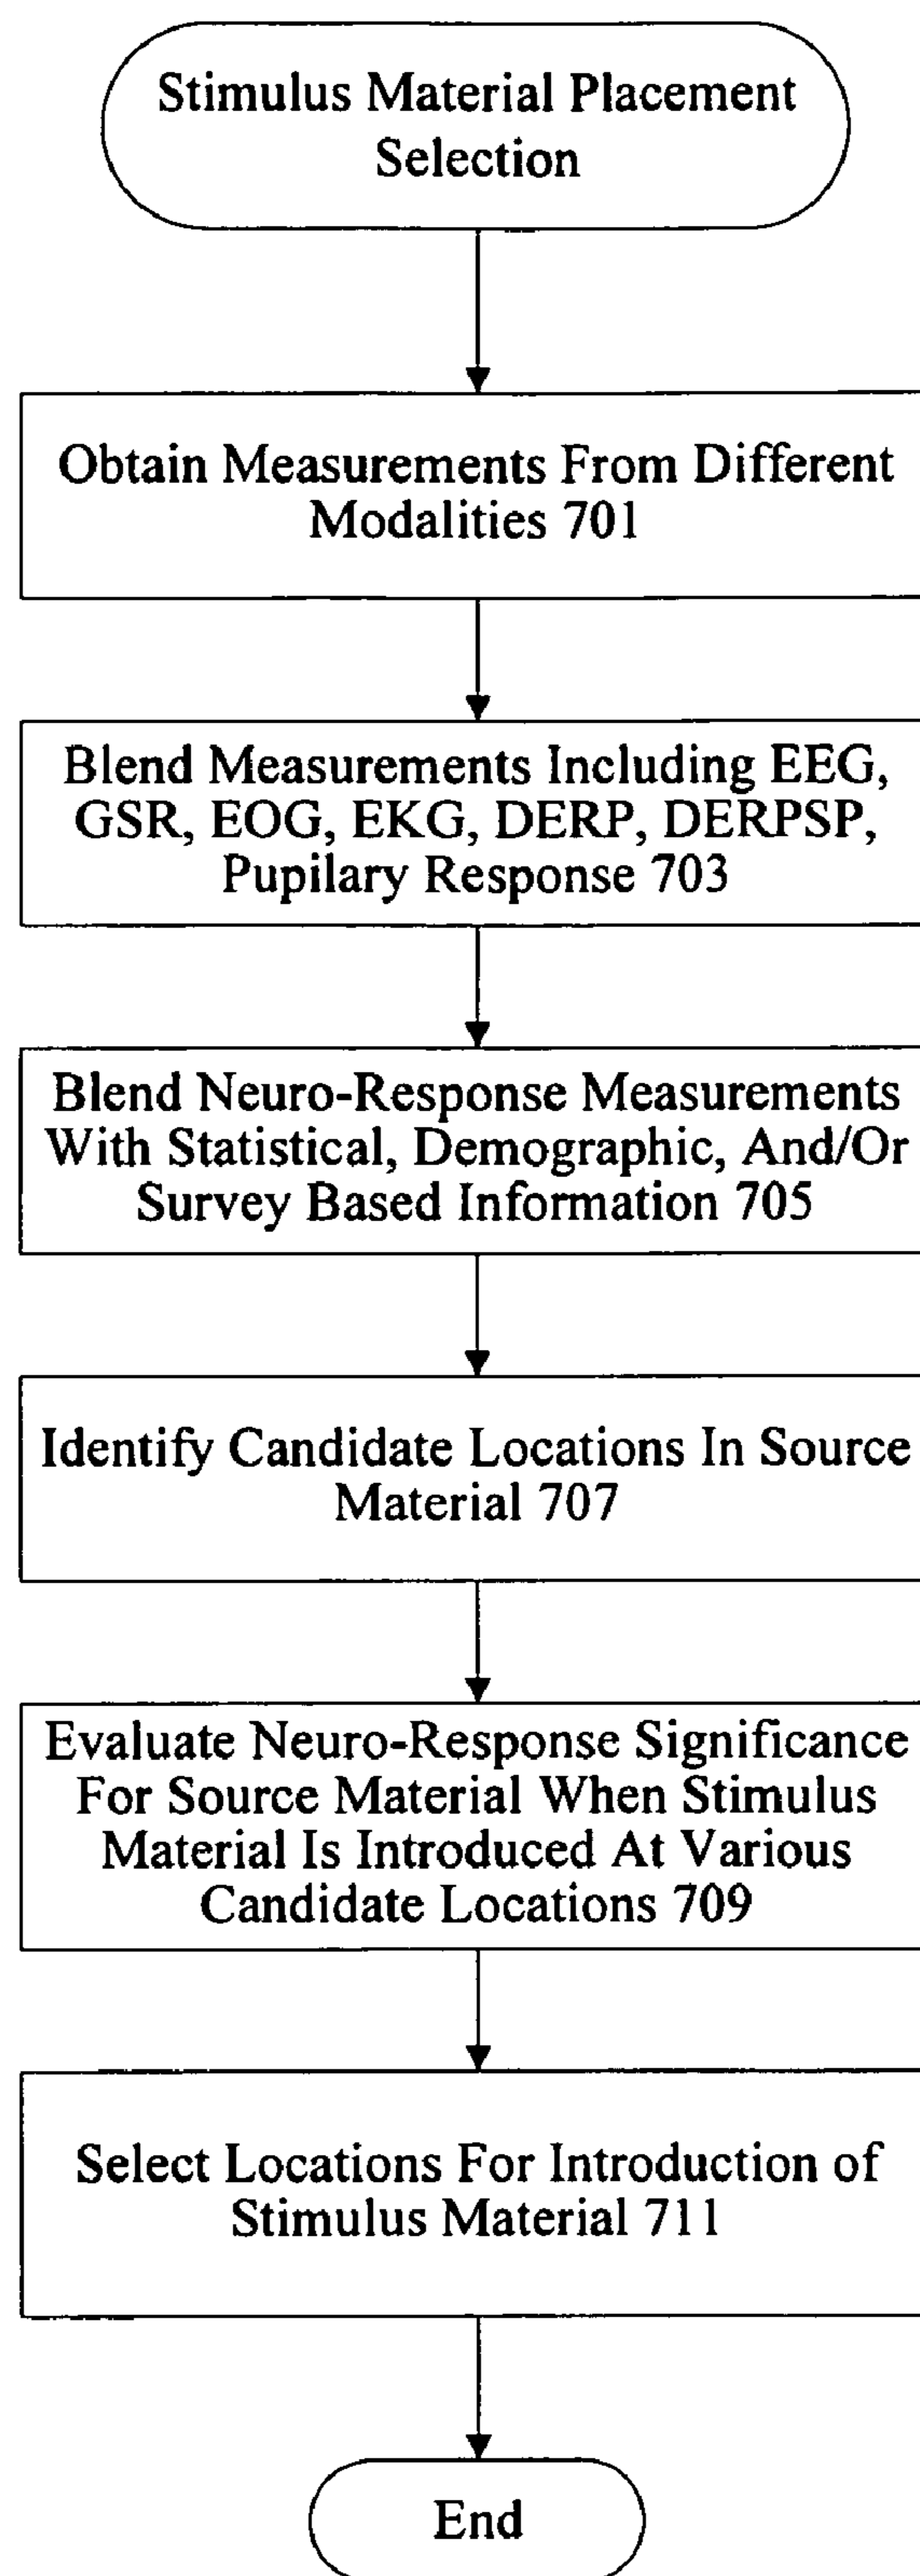 Stimulus Material Placement
Selection
Obtain Measurements From Different
Modalities 701
Blend Measurements Including EEG,
GSR, EOG, EKG, DERP, DERPSP,
Pupilary Response 703
Blend Neuro-Response Measurements
With Statistical, Demographic, And/Or
Survey Based Information 705
Identify Candidate Locations In Source
Material 707
Evaluate Neuro-Response Significance
For Source Material When Stimulus
Material Is Introduced At Various
Candidate Locations 709
Select Locations For Introduction of
Stimulus Material 711
End